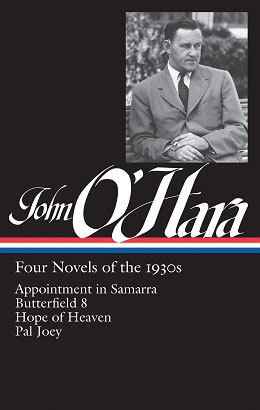 John O'Hara
Four Novels of the 1930s
Appointment in Samarra
Butterfield 8
Hope of Heaven
Pal Joey